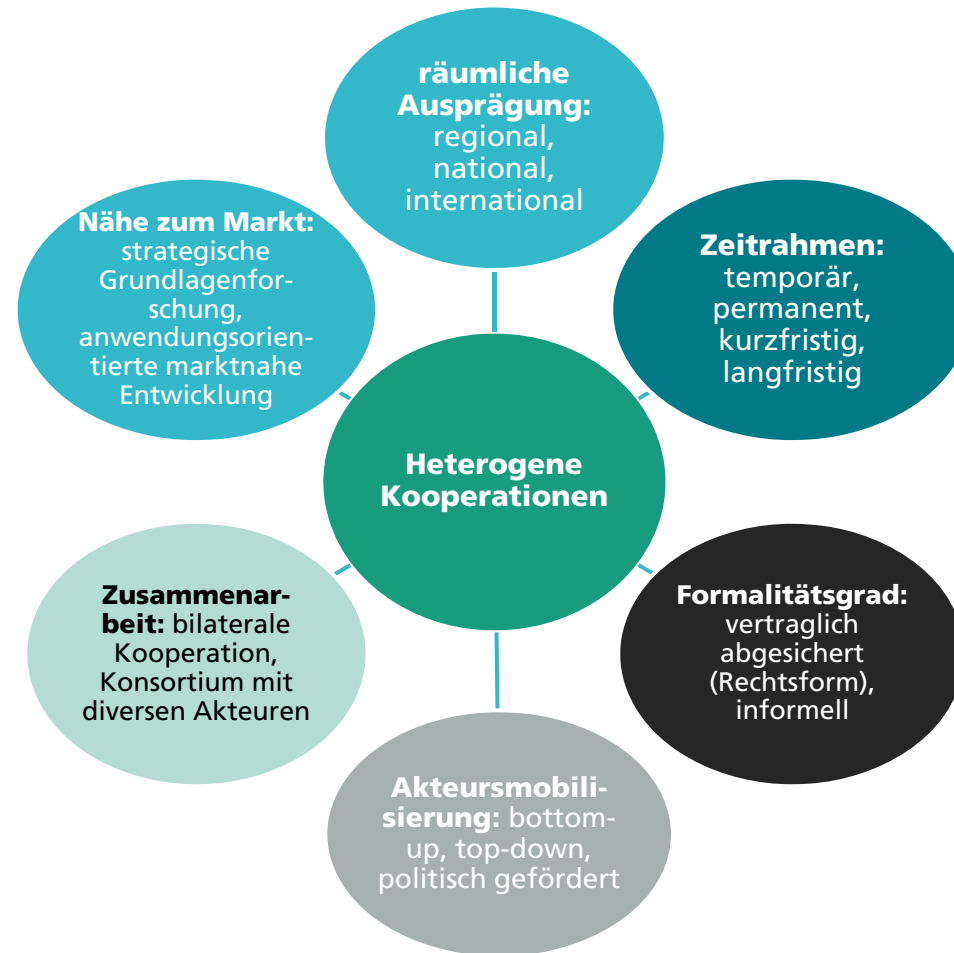 räumliche
Ausprägung:
regional,
national,
international
Nähe zum Markt:
strategische
Grundlagenfor-
schung,
anwendungsorien-
tierte marktnahe
Entwicklung
Zeitrahmen:
temporär,
permanent,
kurzfristig,
langfristig
Heterogene
Kooperationen
Zusammenar-
beit: bilaterale
Kooperation,
Konsortium mit
diversen Akteuren
Formalitätsgrad:
vertraglich
abgesichert
(Rechtsform),
informell
Akteursmobili-
sierung: bottom-
up, top-down,
politisch gefördert